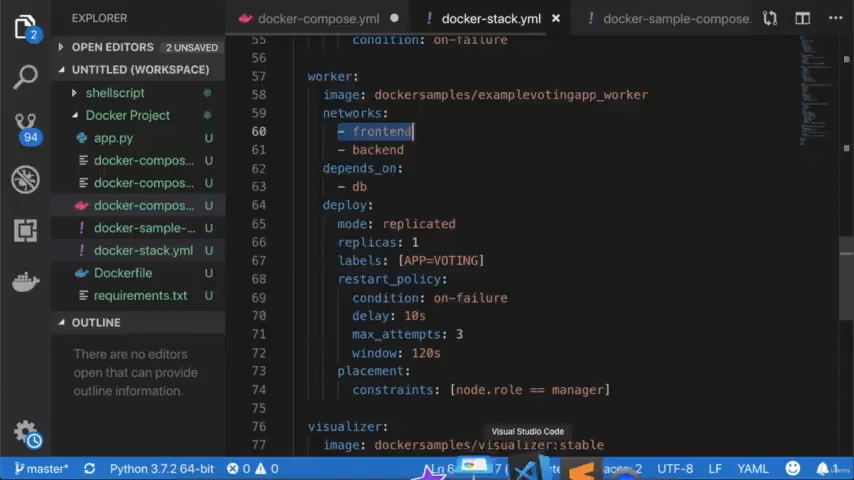 EXPLORER
docker-compose.yml
docker-stack.yml
docker-sample-compose.
2
OPEN EDITORS 2 UNSAVED
UNTITLED (WORKSPACE)
shellscript
Docker Project
app.py U
docker-compos... U
docker-compos... U
docker-compos... U
docker-sample-... U
docker-stack.yml U
Dockerfile U
requirements.txt U
94
OUTLINE
There are no editors
open that can provide
outline information.
55 condition: on-failure
56
57 worker:
58 image: dockersamples/examplevotingapp_worker
59 networks:
60 - frontend
61 - backend
62 depends_on:
63 - db
64 deploy:
65 mode: replicated
66 replicas: 1
67 labels: [APP=VOTING]
68 restart_policy:
69 condition: on-failure
70 delay: 10s
71 max_attempts: 3
72 window: 120s
73 placement:
74 constraints: [node.role == manager]
75
76 visualizer:
77 image: dockersamples/visualizer:stable
Visual Studio Code
master* Python 3.7.2 64-bit 0 0 UTF-8 LF YAML 1